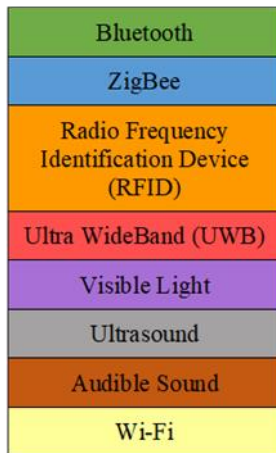 Bluetooth
ZigBee
Radio Frequency
Identification Device
(RFID)
Ultra WideBand (UWB)
Visible Light
Ultrasound
Audible Sound
Wi-Fi